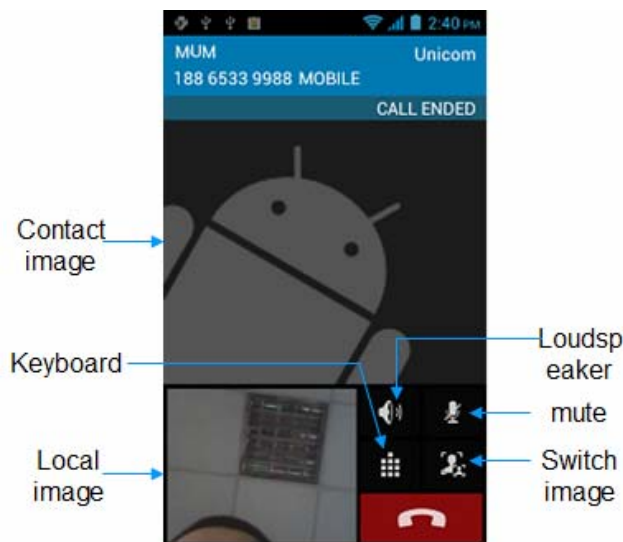 2:40 PM
MUM
Unicom
188 6533 9988 MOBILE
CALL ENDED
Contact
image
Loudsp
eaker
Keyboard
mute
Local
image
Switch
image